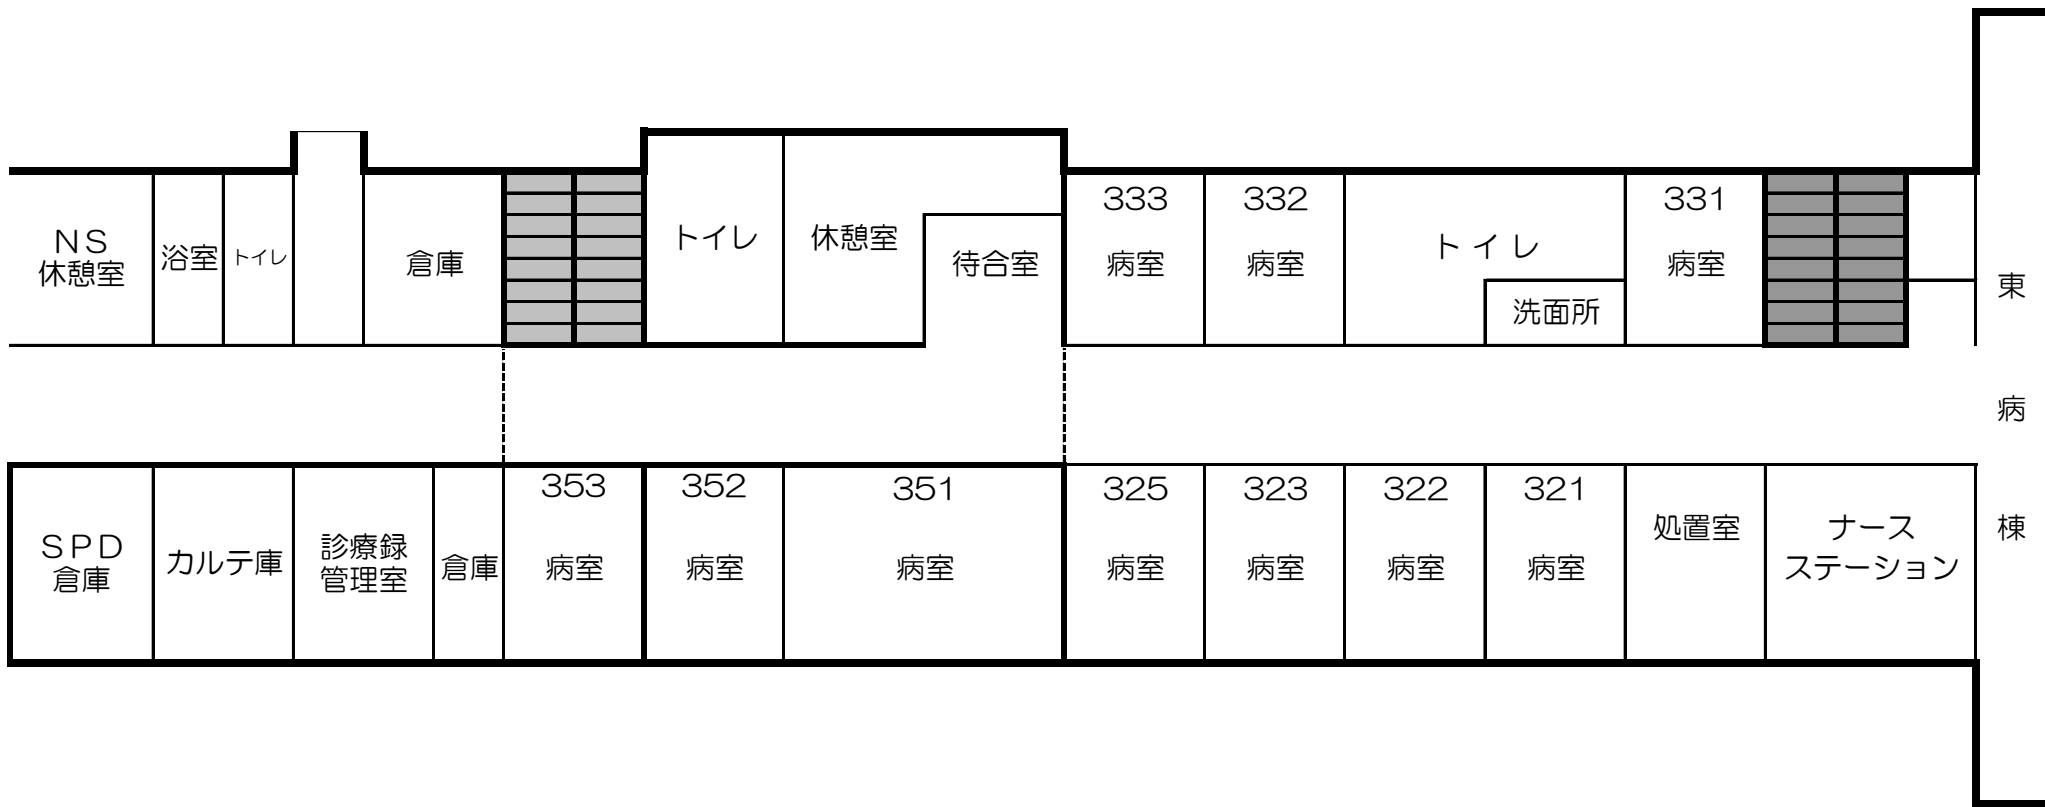 ＮＳ
休憩室
浴室
トイレ
倉庫
トイレ
休憩室
待合室
333
病室
332
病室
トイレ
洗面所
331
病室
東
病
棟
ＳＰＤ
倉庫
カルテ庫
診療録
管理室
倉庫
353
病室
352
病室
351
病室
325
病室
323
病室
322
病室
321
病室
処置室
ナース
ステーション